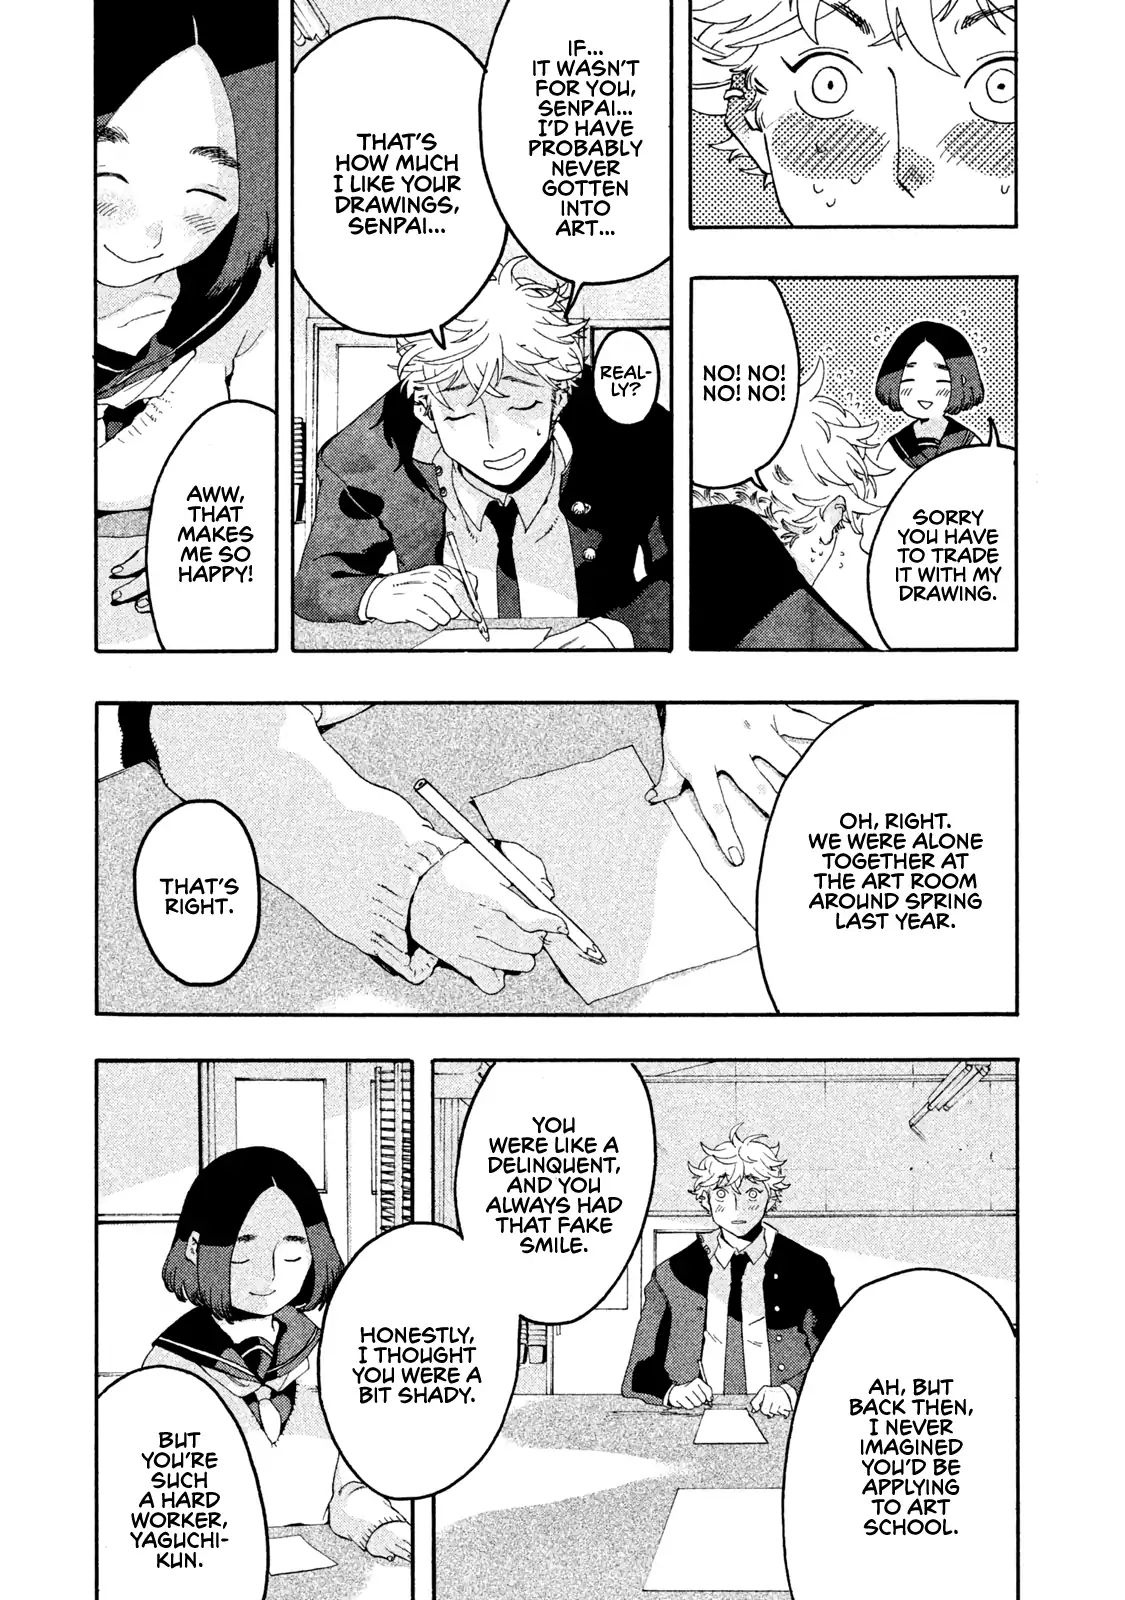 NO! NO!
NO! NO!
SORRY
YOU HAVE
TO TRADE
IT WITH MY
DRAWING.
IF...
IT WASN'T
FOR YOU,
SENPAI...
I'D HAVE
PROBABLY
NEVER
GOTTEN
INTO
ART...
REAL-
LY?
THAT'S
HOW MUCH
I LIKE YOUR
DRAWINGS,
SENPAI...
AWW,
THAT
MAKES
ME SO
HAPPY!
OH, RIGHT.
WE WERE ALONE
TOGETHER AT
THE ART ROOM
AROUND SPRING
LAST YEAR.
THAT'S
RIGHT.
AH, BUT
BACK THEN,
I NEVER
IMAGINED
YOU'D BE
APPLYING
TO ART
SCHOOL.
YOU
WERE LIKE A
DELINQUENT,
AND YOU
ALWAYS HAD
THAT FAKE
SMILE.
HONESTLY,
I THOUGHT
YOU WERE A
BIT SHADY.
BUT
YOU'RE
SUCH
A HARD
WORKER,
YAGUCHI-
KUN.